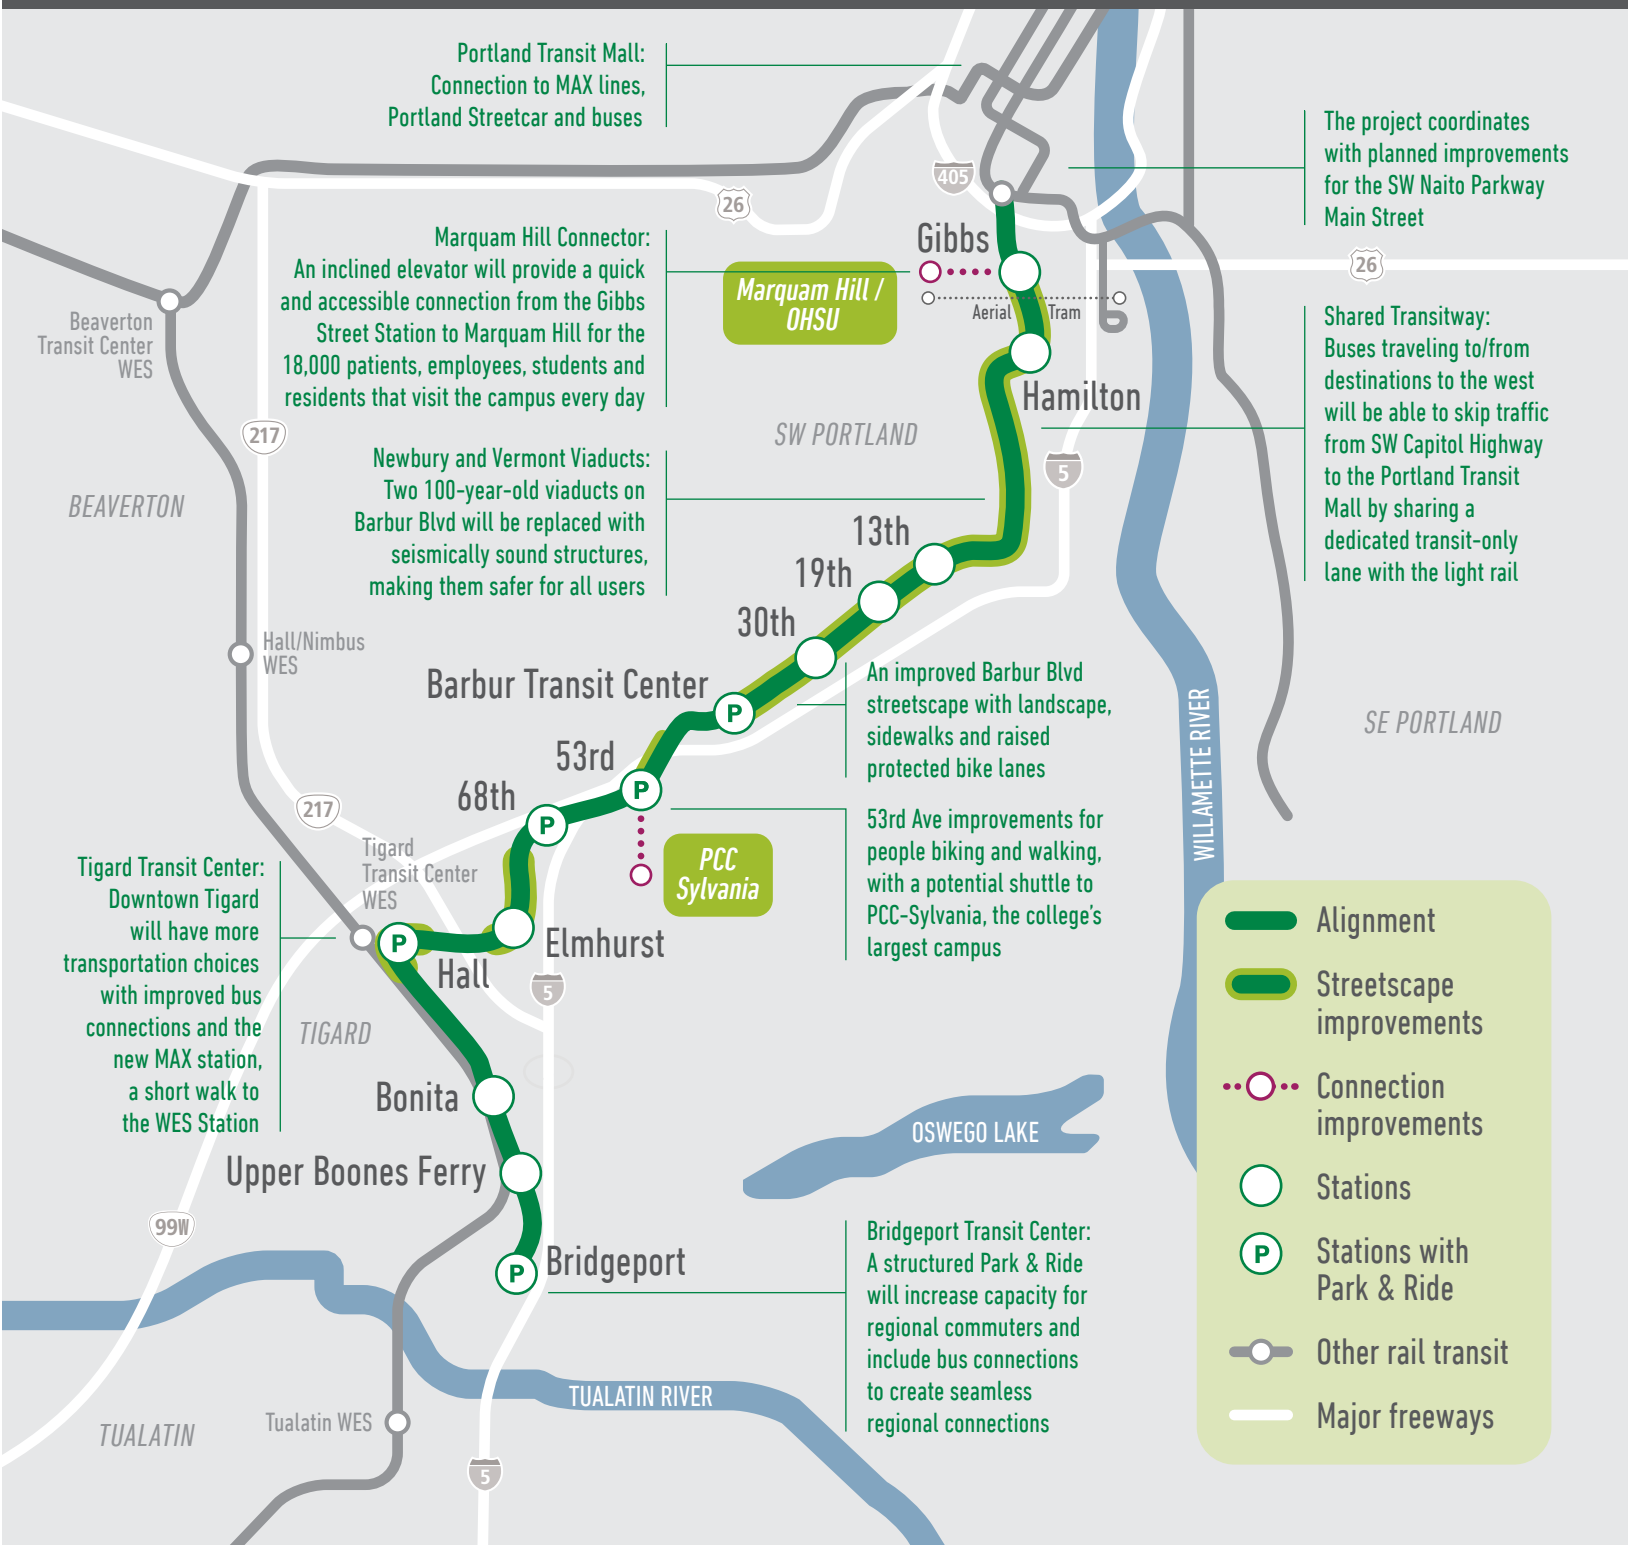 Portland Transit Mall:
Connection to MAX lines,
Portland Streetcar and buses
The project coordinates
with planned improvements
for the SW Naito Parkway
Main Street
405
26
Gibbs
Marquam Hill Connector:
An inclined elevator will provide a quick
and accessible connection from the Gibbs
Street Station to Marquam Hill for the
18,000 patients, employees, students and
residents that visit the campus every day
Marquam Hill /
OHSU
26
Aerial Tram
Beaverton
Transit Center
WES
Shared Transitway:
Buses traveling to/from
destinations to the west
will be able to skip traffic
from SW Capitol Highway
to the Portland Transit
Mall by sharing a
dedicated transit-only
lane with the light rail
Hamilton
217
SW PORTLAND
5
BEAVERTON
Newbury and Vermont Viaducts:
Two 100-year-old viaducts on
Barbur Blvd will be replaced with
seismically sound structures,
making them safer for all users
13th
19th
30th
Hall/Nimbus
WES
Barbur Transit Center
P
An improved Barbur Blvd
streetscape with landscape,
sidewalks and raised
protected bike lanes
WILLAMETTE RIVER
SE PORTLAND
53rd
P
68th
P
217
53rd Ave improvements for
people biking and walking,
with a potential shuttle to
PCC-Sylvania, the college's
largest campus
PCC
Sylvania
Tigard
Transit Center
WES
Tigard Transit Center:
Downtown Tigard
will have more
transportation choices
with improved bus
connections and the
new MAX station,
a short walk to
the WES Station
P
Hall
Elmhurst
5
TIGARD
Bonita
Upper Boones Ferry
OSWEGO LAKE
99W
P
Bridgeport
Bridgeport Transit Center:
A structured Park & Ride
will increase capacity for
regional commuters and
include bus connections
to create seamless
regional connections
TUALATIN RIVER
Tualatin WES
TUALATIN
5
Alignment
Streetscape
improvements
Connection
improvements
Stations
P
Stations with
Park & Ride
Other rail transit
Major freeways